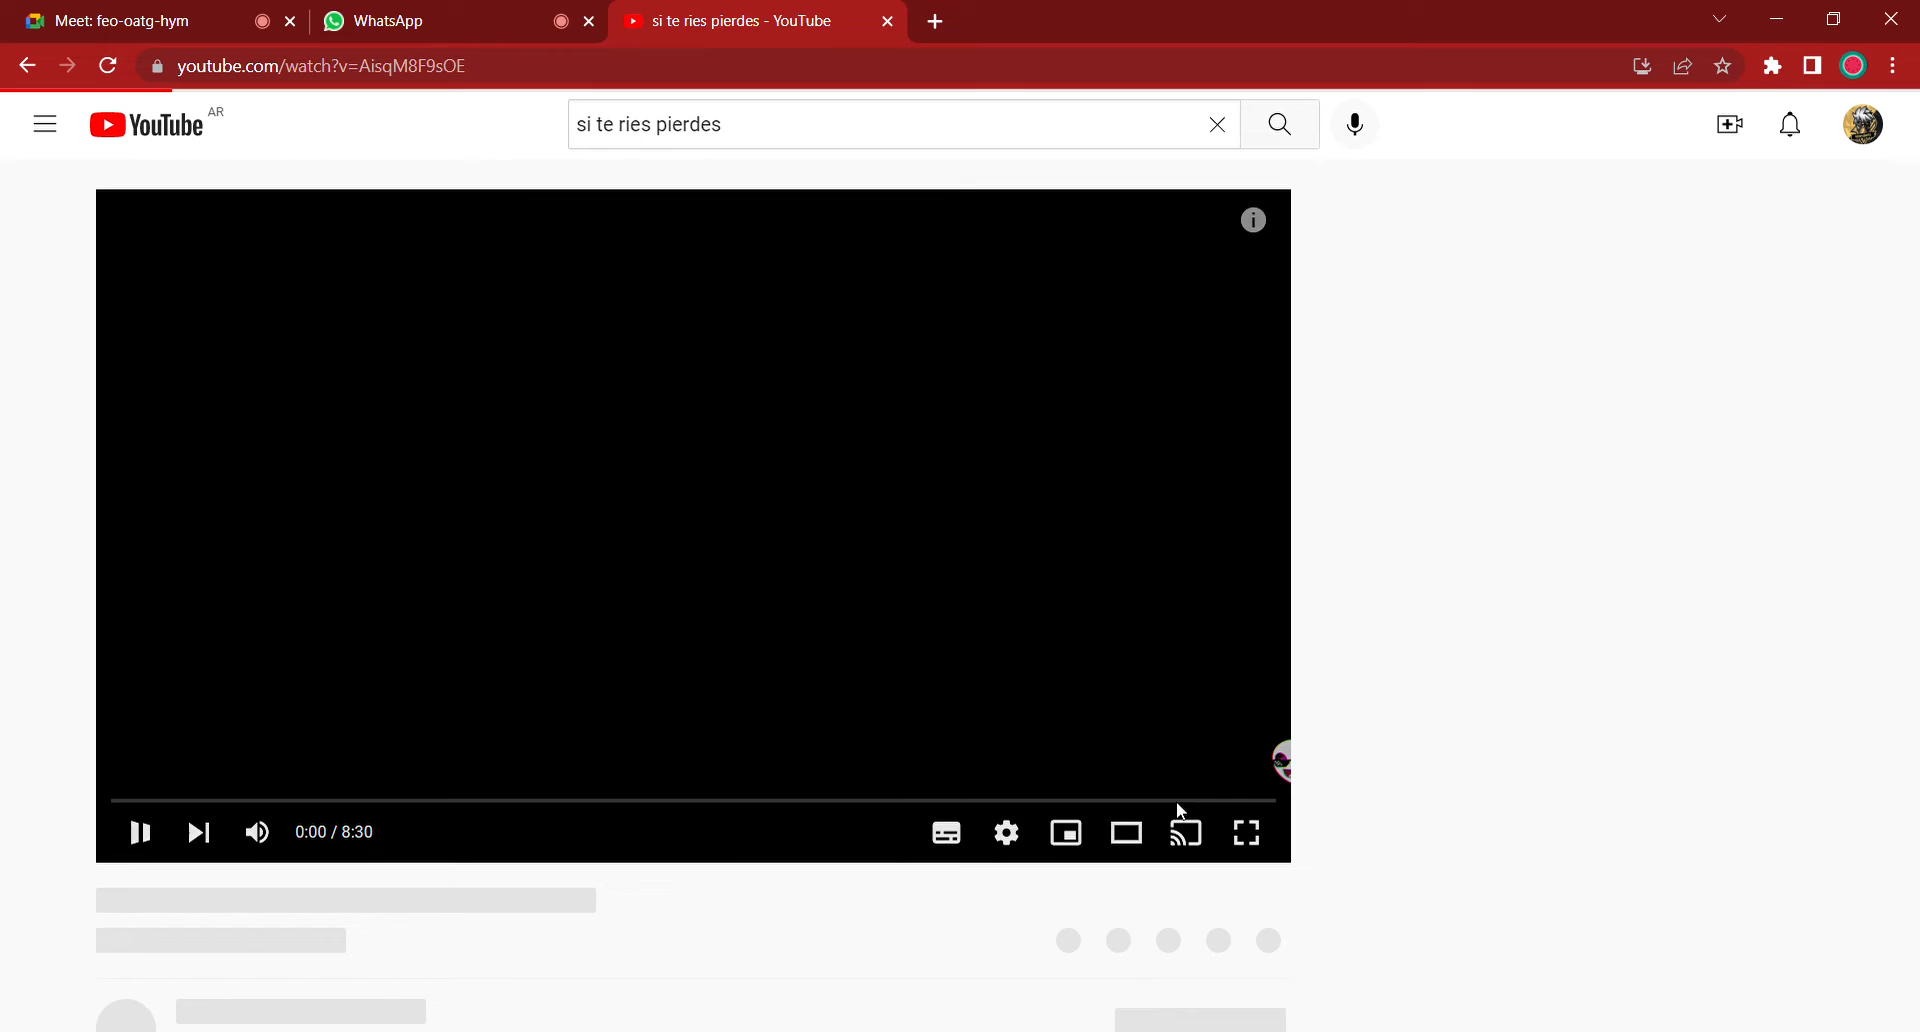 Meet: feo-oatg-hym
WhatsApp
si te ries pierdes - YouTube
youtube.com/watch?v=AisqM8F9sOE
YouTube AR
si te ries pierdes
0:00 / 8:30